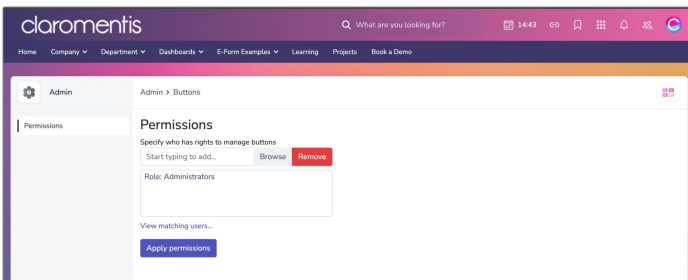 claromentis
What are you looking for?
14:43
Home Company Department Dashboards E-Form Examples Learning Projects Book a Demo
Admin
Admin > Buttons
Permissions
Permissions
Specify who has rights to manage buttons
Start typing to add... Browse Remove
Role: Administrators
View matching users...
Apply permissions